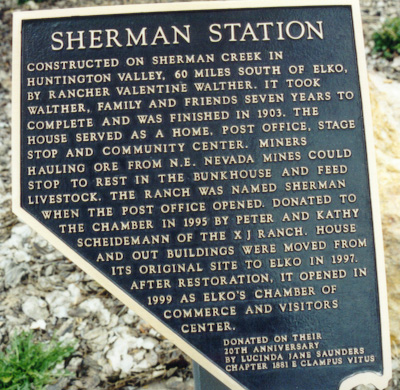 SHERMAN STATION
CONSTRUCTED ON SHERMAN CREEK IN
HUNTINGTON VALLEY, 60 MILES SOUTH OF ELKO,
BY RANCHER VALENTINE WALTHER. IT TOOK
WALTHER, FAMILY AND FRIENDS SEVEN YEARS TO
COMPLETE AND WAS FINISHED IN 1903. THE
HOUSE SERVED AS A HOME, POST OFFICE, STAGE
STOP AND COMMUNITY CENTER. MINERS
HAULING ORE FROM N.E. NEVADA MINES COULD
STOP TO REST IN THE BUNKHOUSE AND FEED
LIVESTOCK. THE RANCH WAS NAMED SHERMAN
WHEN THE POST OFFICE OPENED. DONATED TO
THE CHAMBER IN 1995 BY PETER AND KATHY
SCHEIDEMANN OF THE X J RANCH. HOUSE
AND OUT BUILDINGS WERE MOVED FROM
ITS ORIGINAL SITE TO ELKO IN 1997.
AFTER RESTORATION, IT OPENED IN
1999 AS ELKO'S CHAMBER OF
COMMERCE AND VISITORS
CENTER.
DONATED ON THEIR
20TH ANNIVERSARY
BY LUCINDA JANE SAUNDERS
CHAPTER 1881 E CLAMPUS VITUS